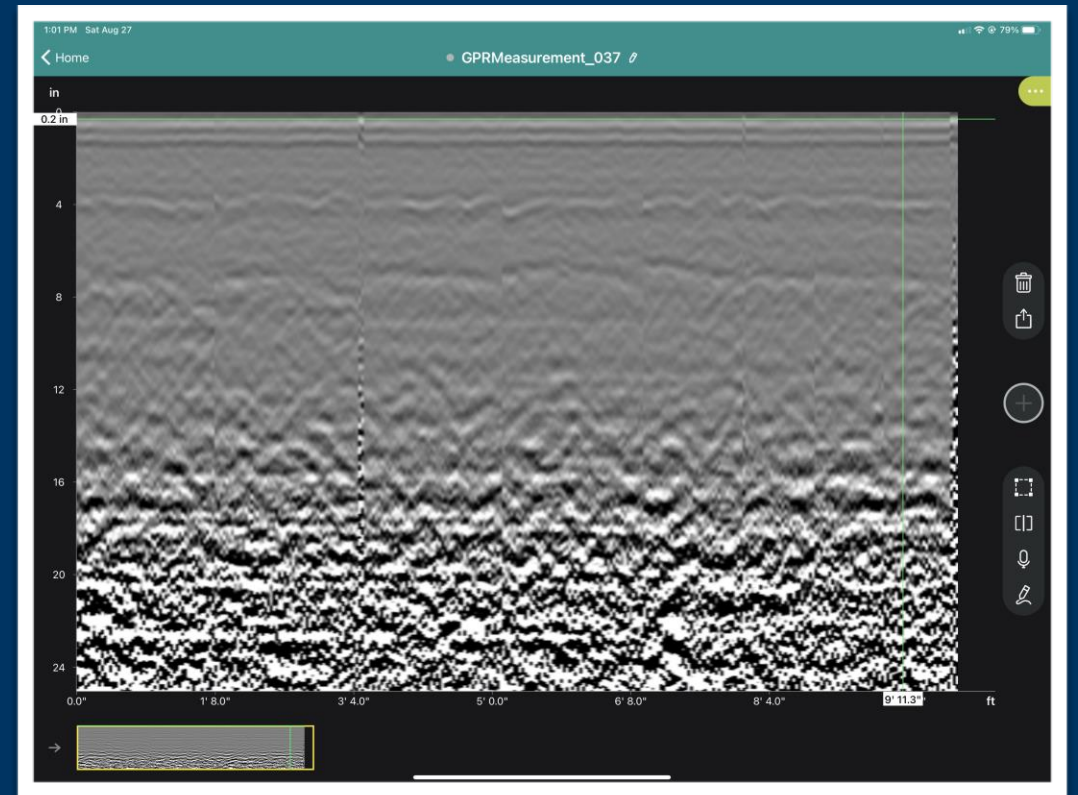 1:01 PM Sat Aug 27
79%
Home
GPRMeasurement_037
in
0
0.2 in
4
8
12
16
20
24
0.0" 1' 8.0" 3' 4.0" 5' 0.0" 6' 8.0" 8' 4.0" 9' 11.3" ft